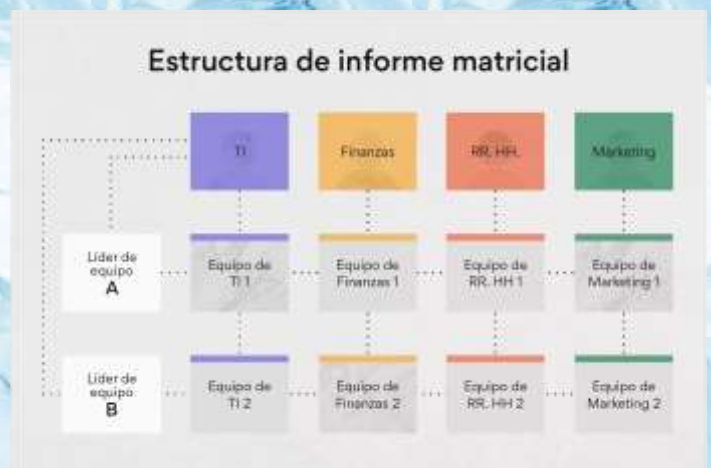 Estructura de informe matricial
TI
Finanzas
RR. HH.
Marketing
Líder de
equipo
A
Equipo de
TI 1
Equipo de
Finanzas 1
Equipo de
RR. HH 1
Equipo de
Marketing 1
Líder de
equipo
B
Equipo de
TI 2
Equipo de
Finanzas 2
Equipo de
RR. HH 2
Equipo de
Marketing 2